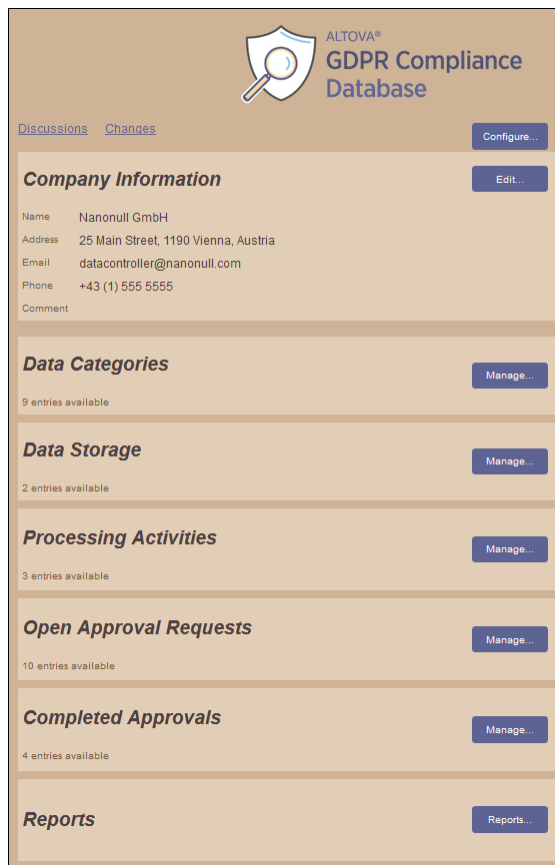 ALTOVA®
GDPR Compliance
Database
Discussions Changes Configure...
Company Information Edit...
Name Nanonull GmbH
Address 25 Main Street, 1190 Vienna, Austria
Email datacontroller@nanonull.com
Phone +43 (1) 555 5555
Comment
Data Categories
Manage...
9 entries available
Data Storage
Manage...
2 entries available
Processing Activities
Manage...
3 entries available
Open Approval Requests
Manage...
10 entries available
Completed Approvals
Manage...
4 entries available
Reports Reports...